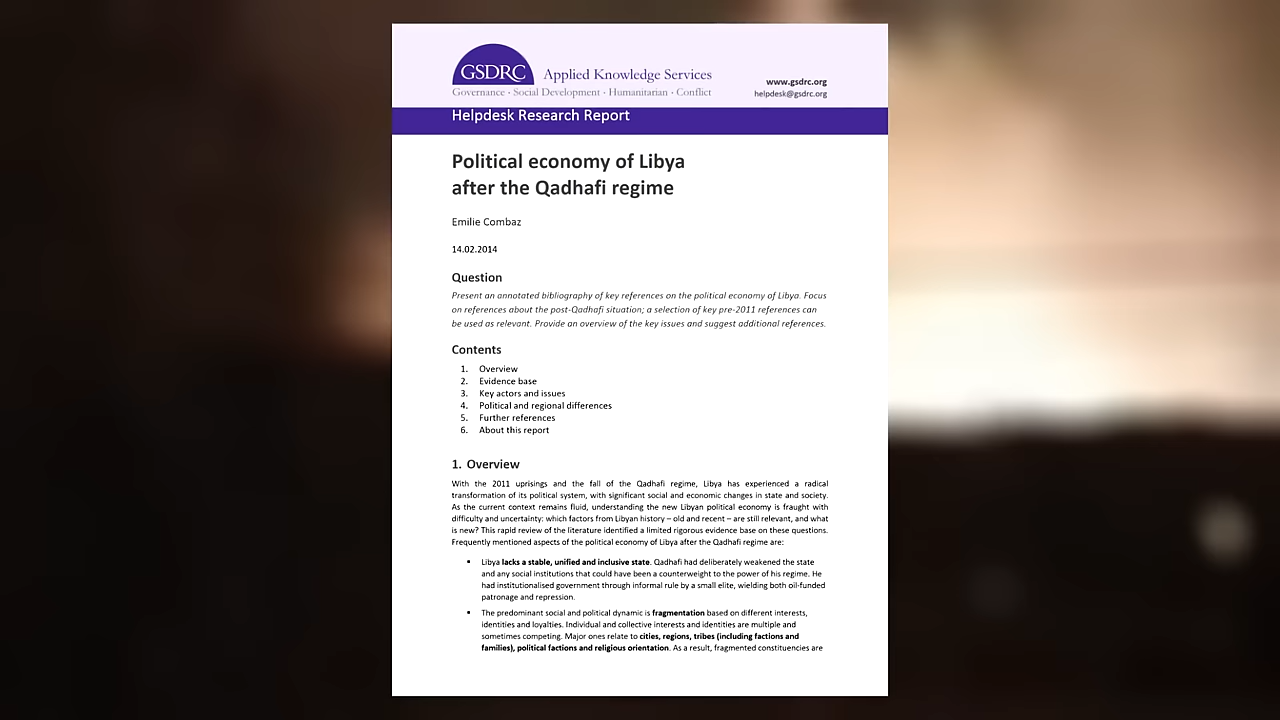 GSDRC Applied Knowledge Services
Governance · Social Development · Humanitarian · Conflict
www.gsdrc.org
helpdesk@gsdrc.org
Helpdesk Research Report
Political economy of Libya
after the Qadhafi regime
Emilie Combaz
14.02.2014
Question
Present an annotated bibliography of key references on the political economy of Libya. Focus
on references about the post-Qadhafi situation; a selection of key pre-2011 references can
be used as relevant. Provide an overview of the key issues and suggest additional references.
Contents
1. Overview
2. Evidence base
3. Key actors and issues
4. Political and regional differences
5. Further references
6. About this report
1. Overview
With the 2011 uprisings and the fall of the Qadhafi regime, Libya has experienced a radical
transformation of its political system, with significant social and economic changes in state and society.
As the current context remains fluid, understanding the new Libyan political economy is fraught with
difficulty and uncertainty: which factors from Libyan history – old and recent – are still relevant, and what
is new? This rapid review of the literature identified a limited rigorous evidence base on these questions.
Frequently mentioned aspects of the political economy of Libya after the Qadhafi regime are:
▪ Libya lacks a stable, unified and inclusive state. Qadhafi had deliberately weakened the state
and any social institutions that could have been a counterweight to the power of his regime. He
had institutionalised government through informal rule by a small elite, wielding both oil-funded
patronage and repression.
▪ The predominant social and political dynamic is fragmentation based on different interests,
identities and loyalties. Individual and collective interests and identities are multiple and
sometimes competing. Major ones relate to cities, regions, tribes (including factions and
families), political factions and religious orientation. As a result, fragmented constituencies are